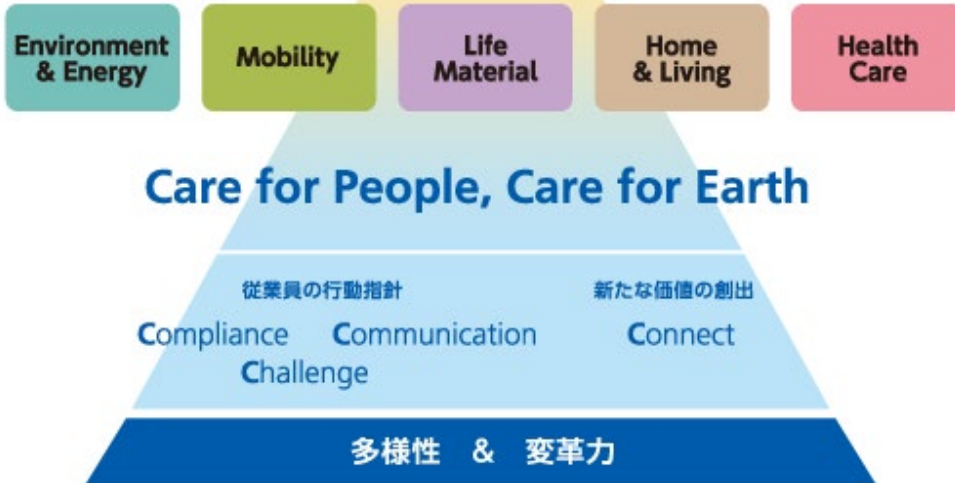 Environment
& Energy
Mobility
Life
Material
Home
& Living
Health
Care
Care for People, Care for Earth
従業員の行動指針
新たな価値の創出
Compliance Communication
Connect
Challenge
多様性 & 変革力